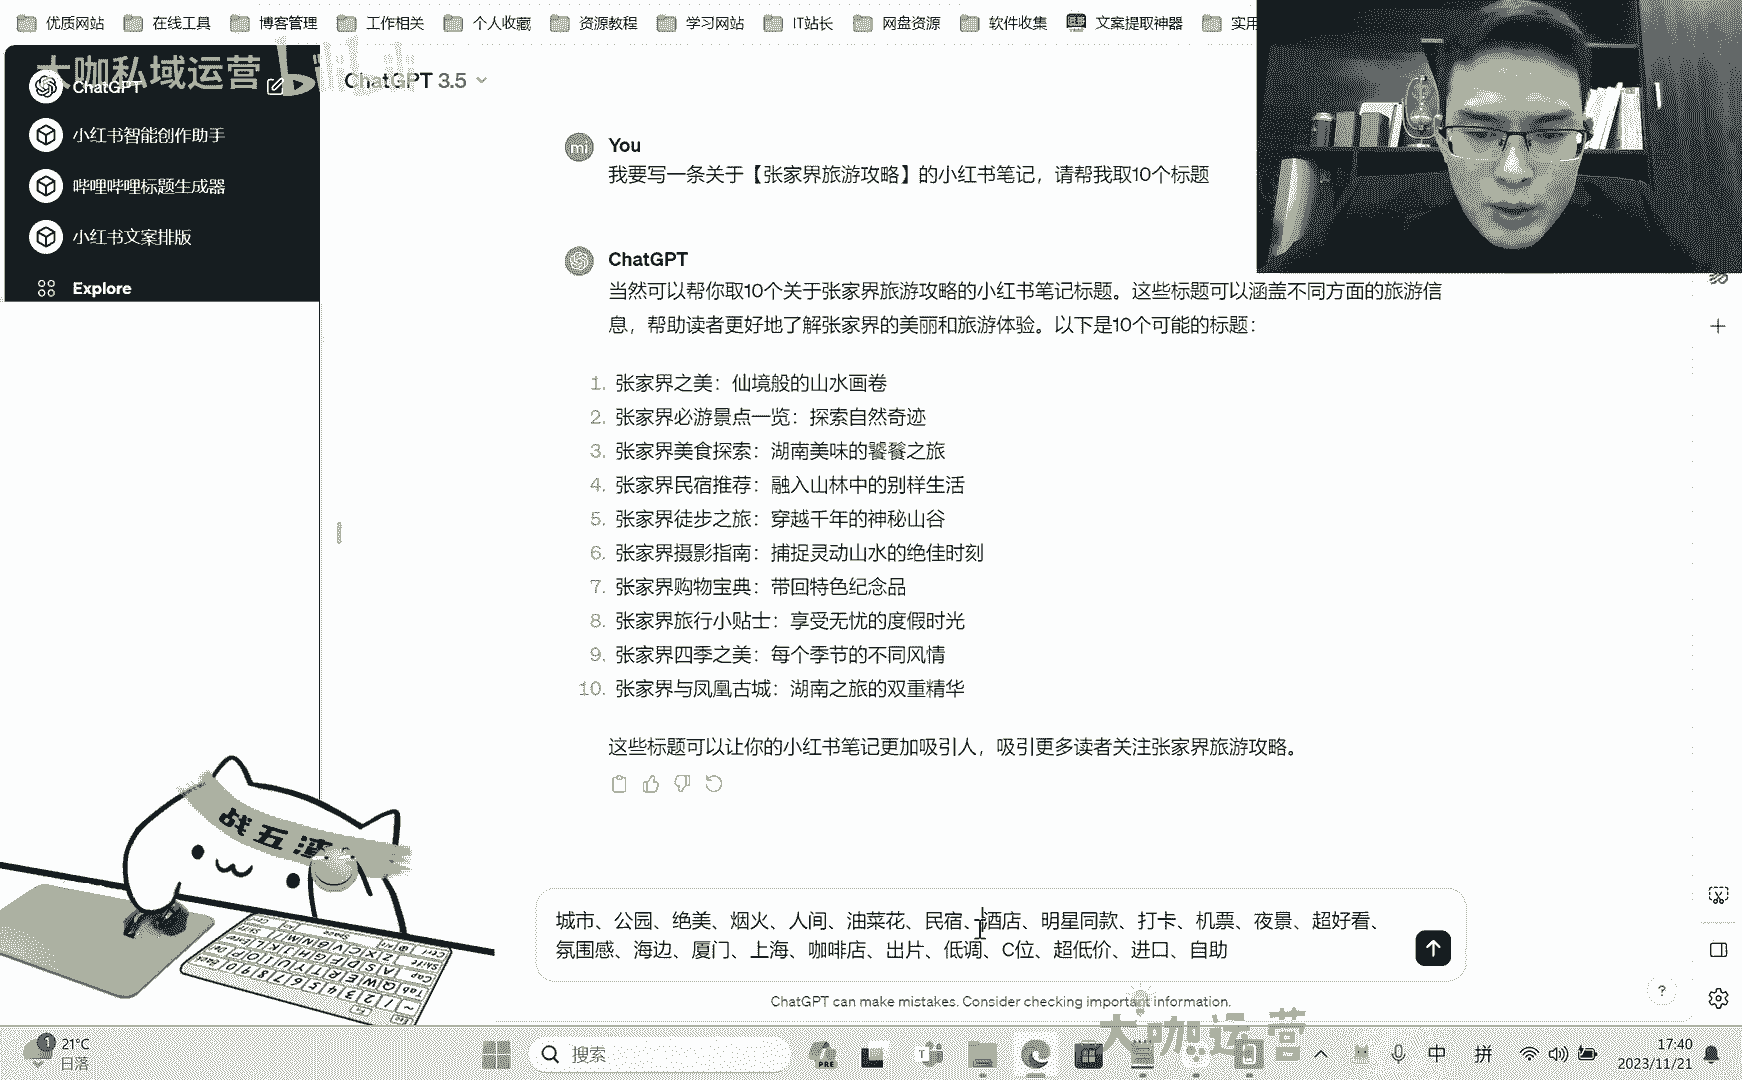 优质网站 在线工具 博客管理 工作相关 个人收藏 资源教程 学习网站 IT站长 网盘资源 软件收集 文案提取神器 实用
大咖私域运营
ChatGPT
ChatGPT 3.5
小红书智能创作助手
哔哩哔哩标题生成器
小红书文案排版
Explore
mi
You
我要写一条关于【张家界旅游攻略】的小红书笔记，请帮我取10个标题
ChatGPT
当然可以帮你取10个关于张家界旅游攻略的小红书笔记标题。这些标题可以涵盖不同方面的旅游信
息，帮助读者更好地了解张家界的美丽和旅游体验。以下是10个可能的标题：
1. 张家界之美：仙境般的山水画卷
2. 张家界必游景点一览：探索自然奇迹
3. 张家界美食探索：湖南美味的饕餮之旅
4. 张家界民宿推荐：融入山林中的别样生活
5. 张家界徒步之旅：穿越千年的神秘山谷
6. 张家界摄影指南：捕捉灵动山水的绝佳时刻
7. 张家界购物宝典：带回特色纪念品
8. 张家界旅行小贴士：享受无忧的度假时光
9. 张家界四季之美：每个季节的不同风情
10. 张家界与凤凰古城：湖南之旅的双重精华
这些标题可以让你的小红书笔记更加吸引人，吸引更多读者关注张家界旅游攻略。
战五渣
城市、公园、绝美、烟火、人间、油菜花、民宿、酒店、明星同款、打卡、机票、夜景、超好看、
氛围感、海边、厦门、上海、咖啡店、出片、低调、C位、超低价、进口、自助
ChatGPT can make mistakes. Consider checking important information.
?
大咖运营
1
21°C
日落
搜索
PRE
中
拼
17:40
2023/11/21